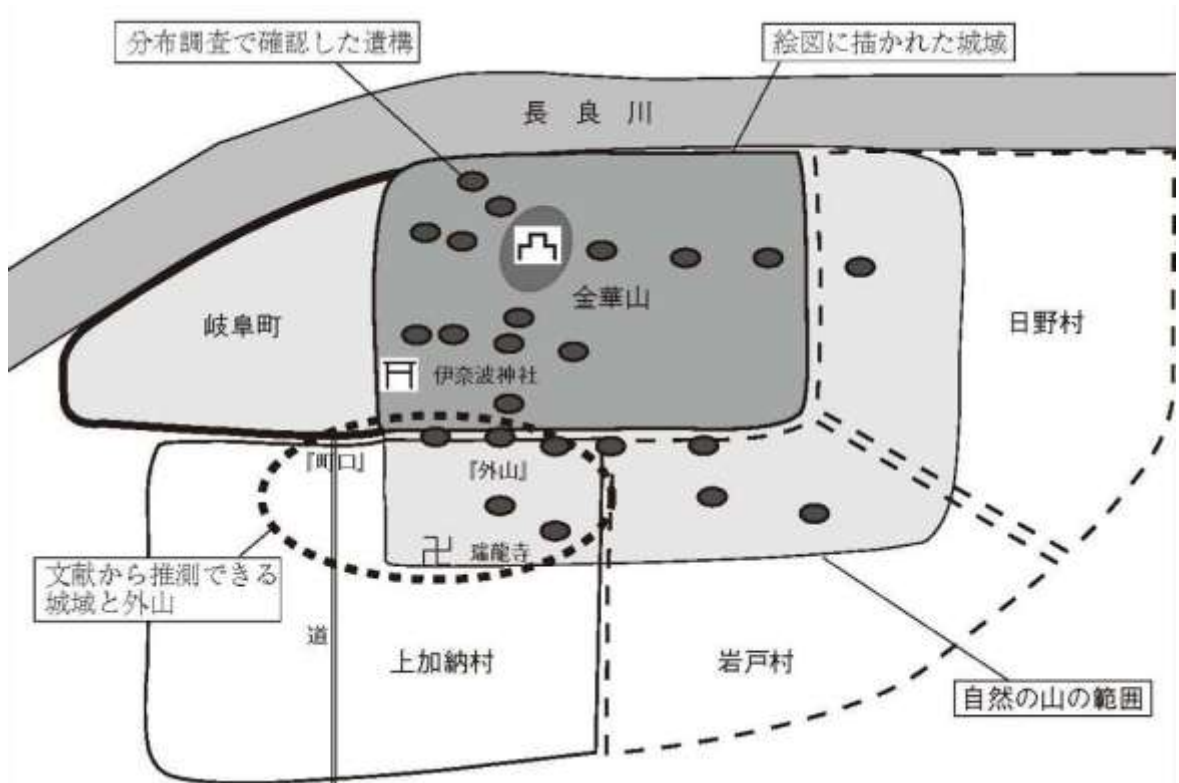 分布調査で確認した遺構
絵図に描かれた城域
長良川
岐阜町
金華山
日野村
伊奈波神社
『町口』
『外山』
瑞龍寺
文献から推測できる
城域と外山
道
上加納村
岩戸村
自然の山の範囲